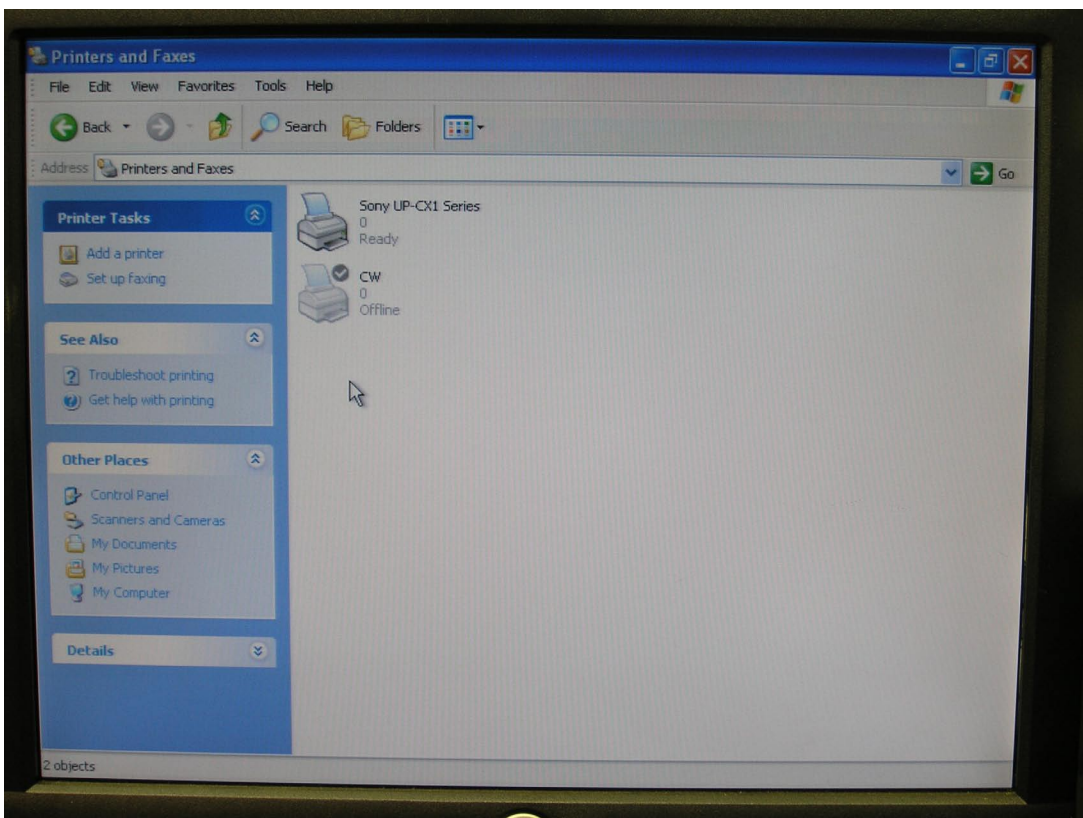 Printers and Faxes
File Edit View Favorites Tools Help
Back Search Folders
Address Printers and Faxes Go
Printer Tasks
Add a printer
Set up faxing
See Also
Troubleshoot printing
Get help with printing
Other Places
Control Panel
Scanners and Cameras
My Documents
My Pictures
My Computer
Details
Sony UP-CX1 Series
0
Ready
CW
0
Offline
2 objects